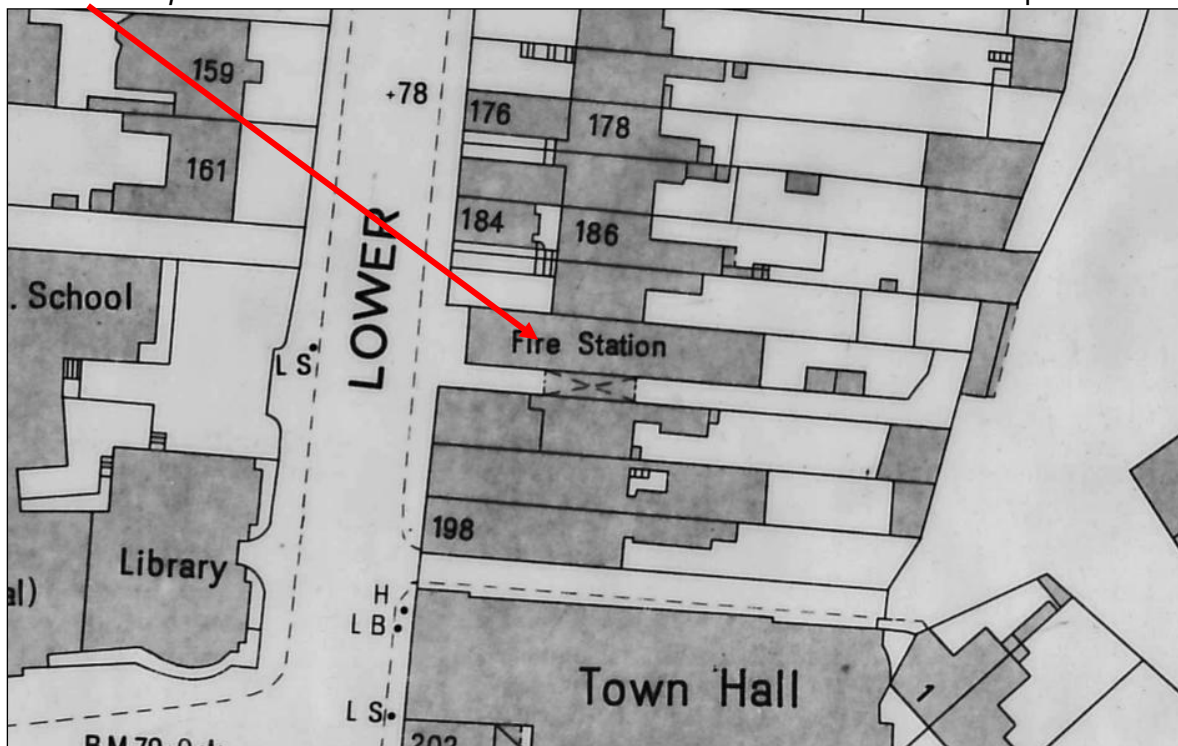 159
+78
176
178
161
184
186
LOWER
. School
Fire Station
L S
198
Library
al)
H
L B
Town Hall
1
L S
202